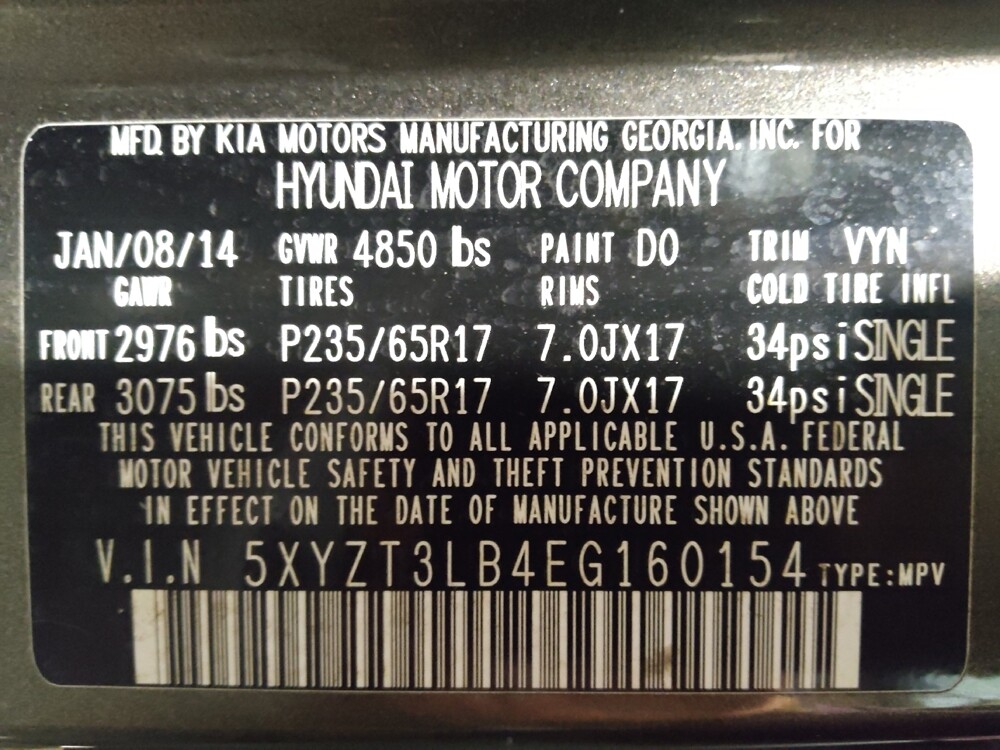 MFD. BY KIA MOTORS MANUFACTURING GEORGIA, INC. FOR
HYUNDAI MOTOR COMPANY
JAN/08/14 GVWR 4850 lbs PAINT D0 TRIM VYN
GAWR TIRES RIMS COLD TIRE INFL
FRONT 2976 lbs P235/65R17 7.0JX17 34psi SINGLE
REAR 3075 lbs P235/65R17 7.0JX17 34psi SINGLE
THIS VEHICLE CONFORMS TO ALL APPLICABLE U.S.A. FEDERAL
MOTOR VEHICLE SAFETY AND THEFT PREVENTION STANDARDS
IN EFFECT ON THE DATE OF MANUFACTURE SHOWN ABOVE
V.I.N 5XYZT3LB4EG160154 TYPE:MPV